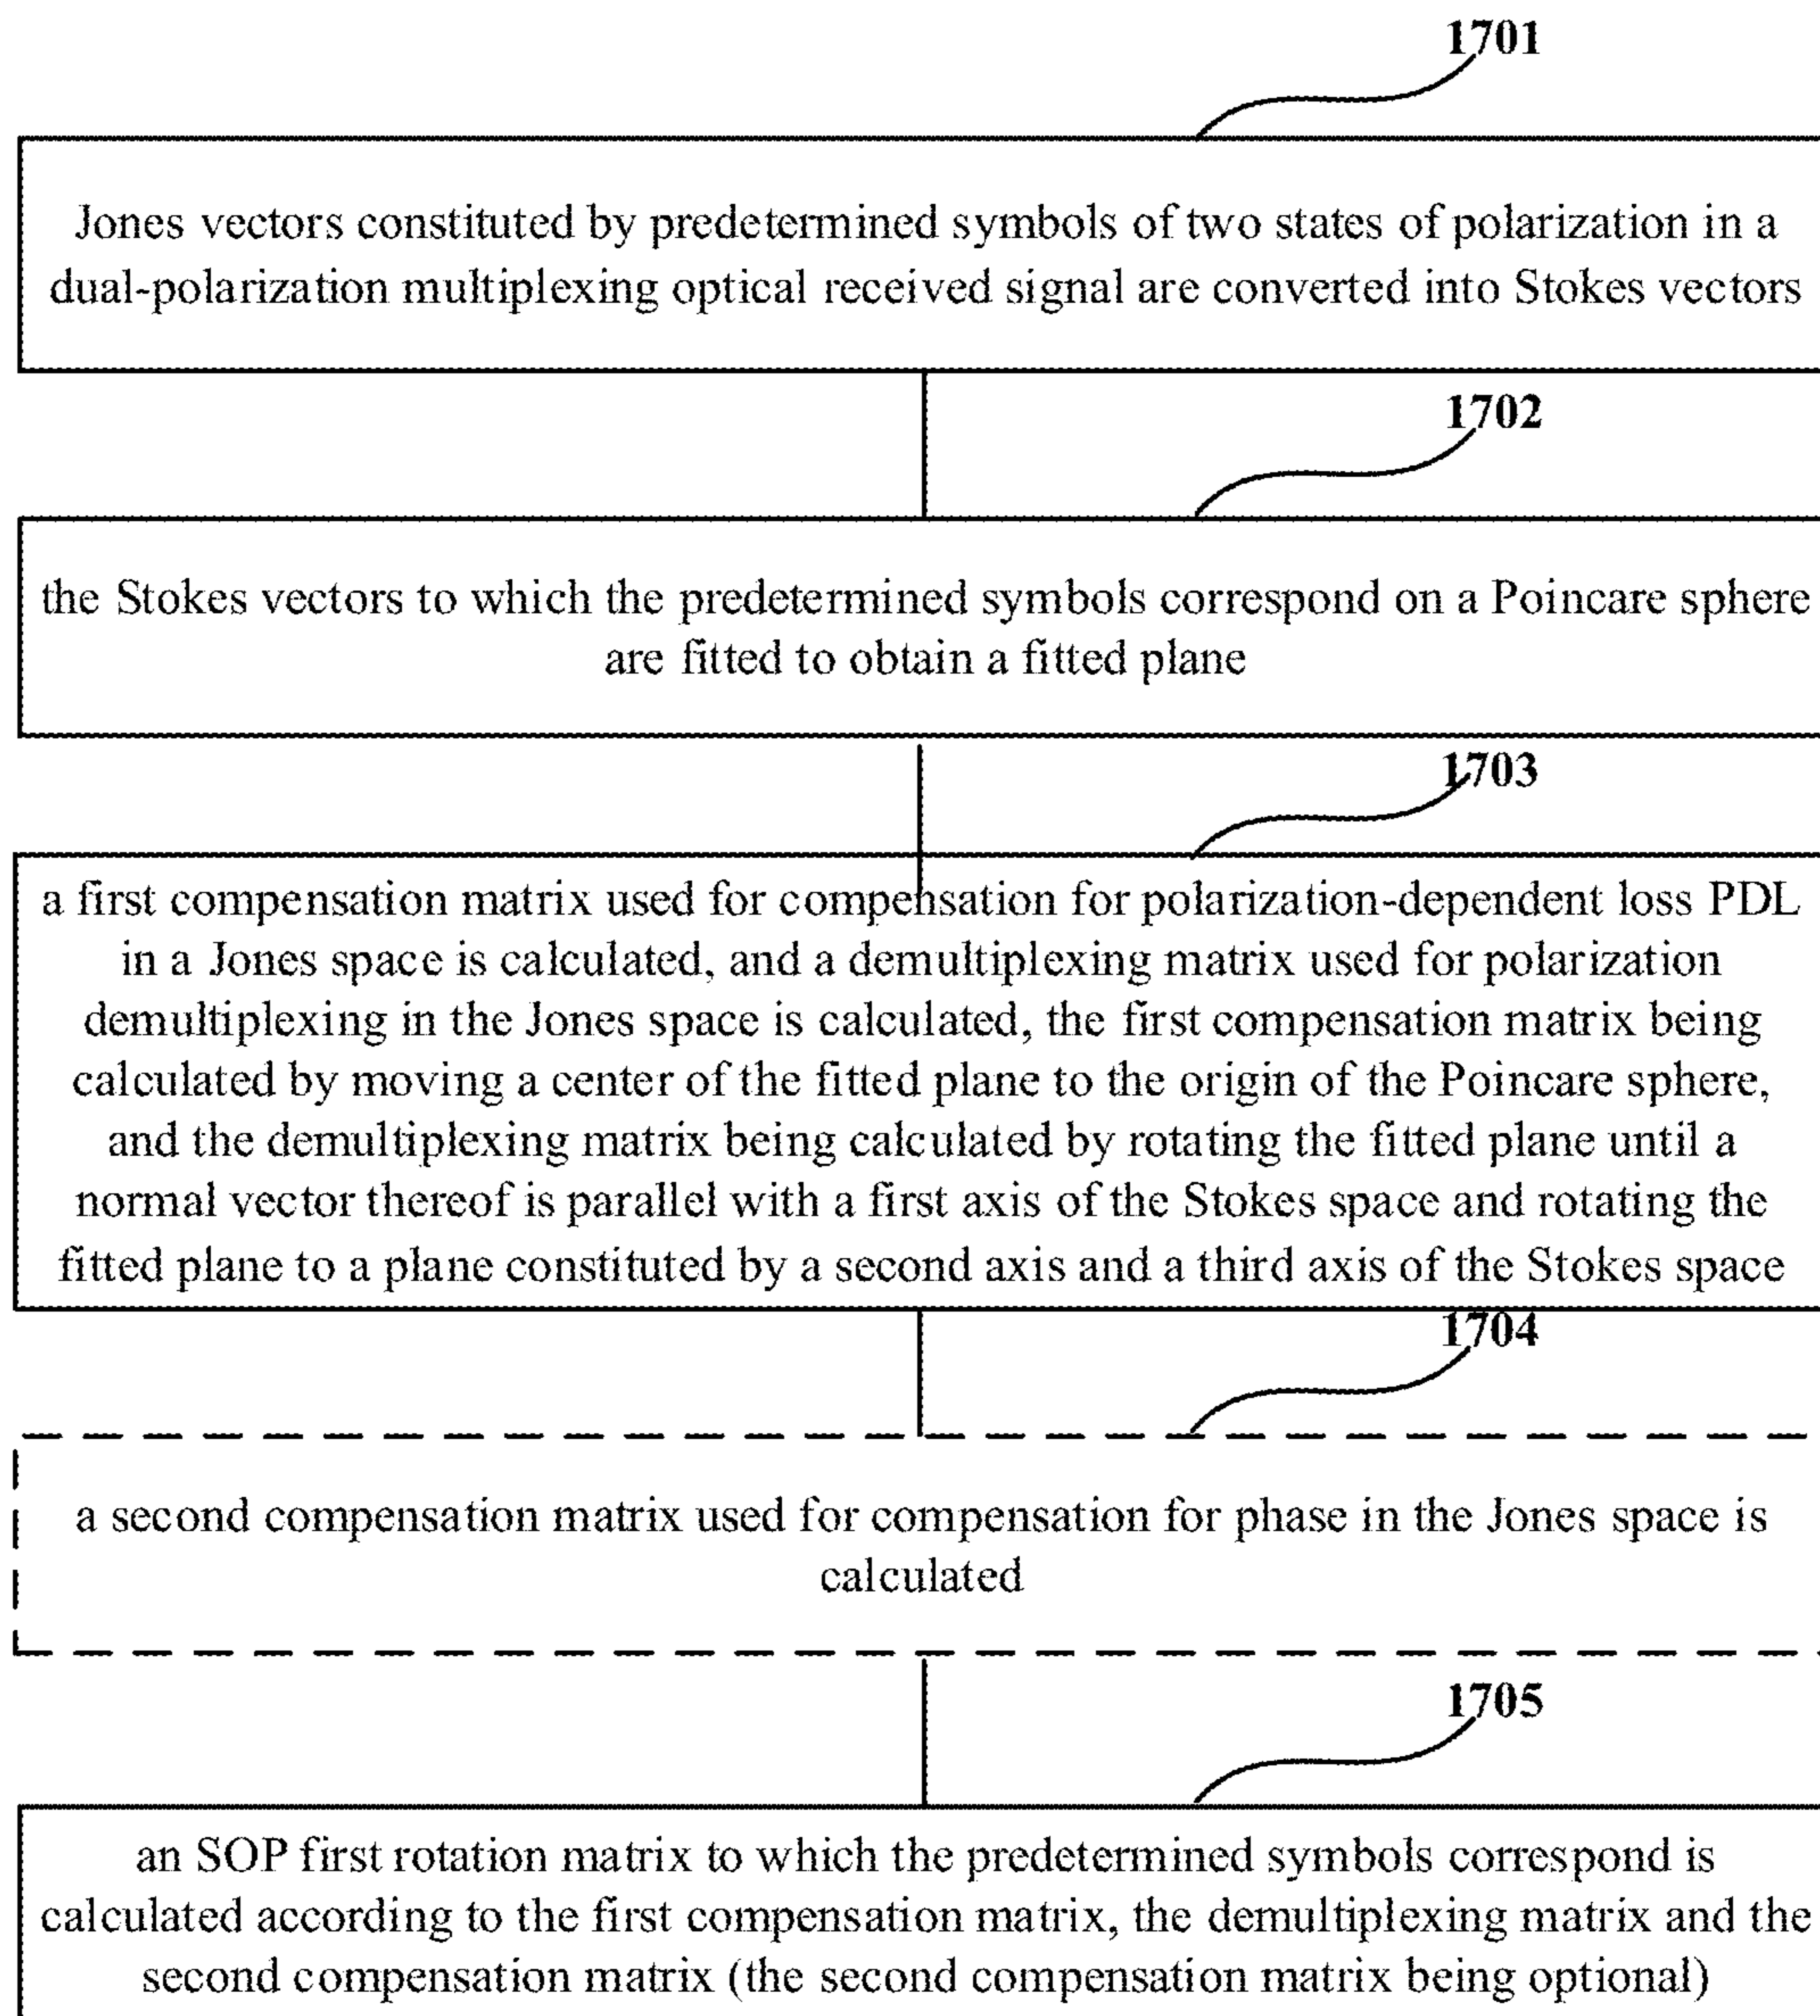 1701
Jones vectors constituted by predetermined symbols of two states of polarization in a
dual-polarization multiplexing optical received signal are converted into Stokes vectors
1702
the Stokes vectors to which the predetermined symbols correspond on a Poincare sphere
are fitted to obtain a fitted plane
1703
a first compensation matrix used for compensation for polarization-dependent loss PDL
in a Jones space is calculated, and a demultiplexing matrix used for polarization
demultiplexing in the Jones space is calculated, the first compensation matrix being
calculated by moving a center of the fitted plane to the origin of the Poincare sphere,
and the demultiplexing matrix being calculated by rotating the fitted plane until a
normal vector thereof is parallel with a first axis of the Stokes space and rotating the
fitted plane to a plane constituted by a second axis and a third axis of the Stokes space
1704
a second compensation matrix used for compensation for phase in the Jones space is
calculated
1705
an SOP first rotation matrix to which the predetermined symbols correspond is
calculated according to the first compensation matrix, the demultiplexing matrix and the
second compensation matrix (the second compensation matrix being optional)